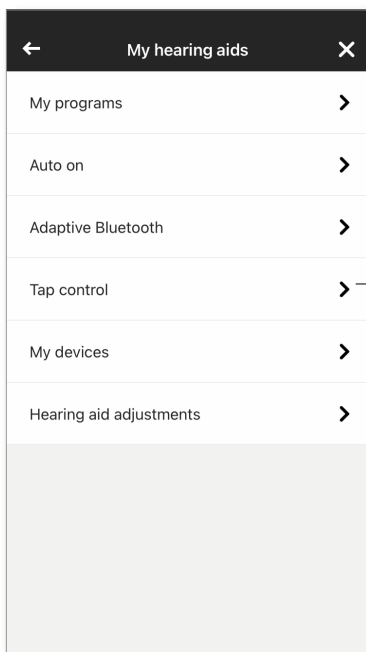 My hearing aids
My programs
Auto on
Adaptive Bluetooth
Tap control
My devices
Hearing aid adjustments